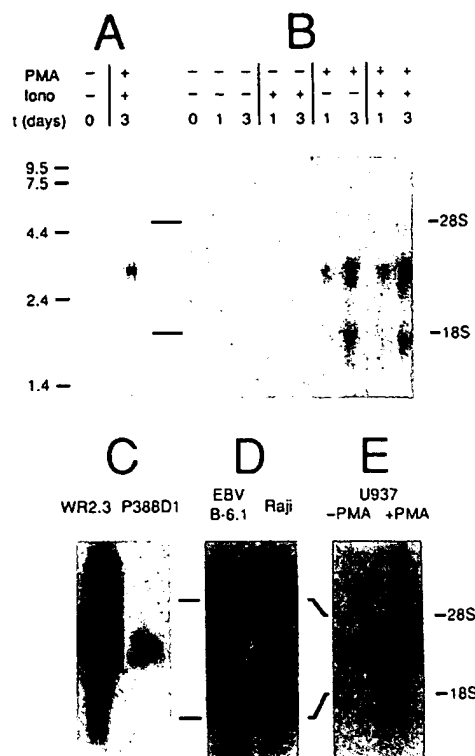 A B
PMA - + - - - - - + + + +
Iono - + - - - + + - - + +
t (days) 0 3 0 1 3 1 3 1 3 1 3
9.5
7.5
4.4
2.4
1.4
-28S
-18S
C D E
WR2.3 P388D1
EBV B-6.1 Raji
U937
-PMA +PMA
-28S
-18S